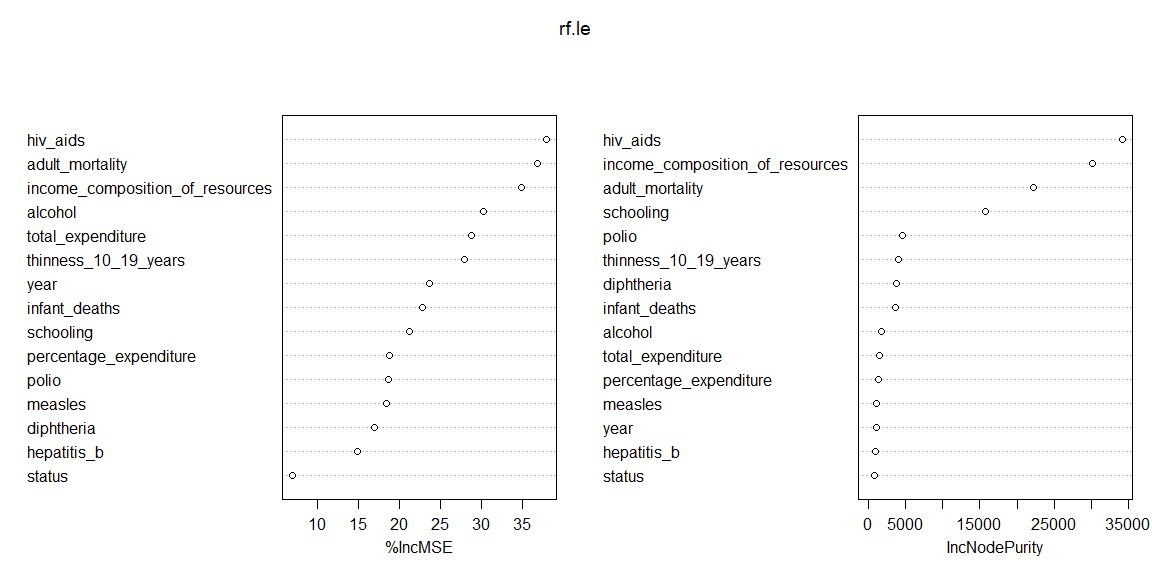 rf.le
hiv_aids
adult_mortality
income_composition_of_resources
alcohol
total_expenditure
thinness_10_19_years
year
infant_deaths
schooling
percentage_expenditure
polio
measles
diphtheria
hepatitis_b
status
10 15 20 25 30 35
%IncMSE
hiv_aids
income_composition_of_resources
adult_mortality
schooling
polio
thinness_10_19_years
diphtheria
infant_deaths
alcohol
total_expenditure
percentage_expenditure
measles
year
hepatitis_b
status
0 5000 15000 25000 35000
IncNodePurity